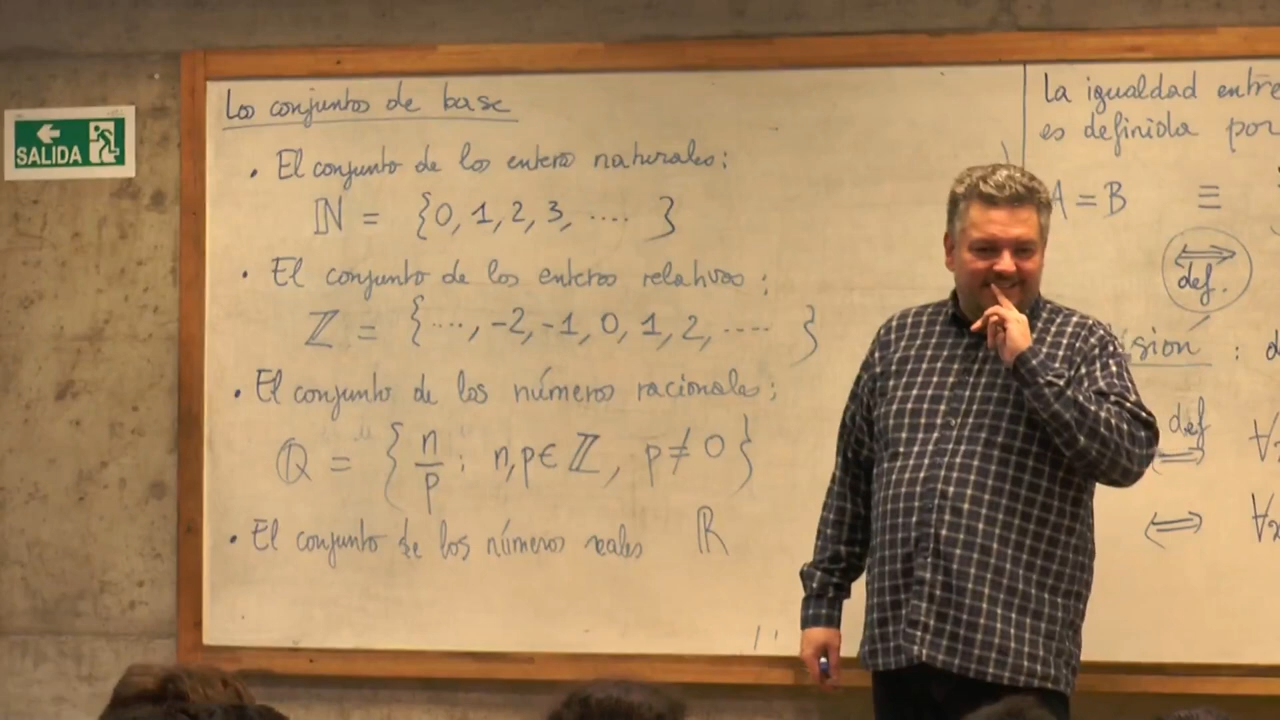 SALIDA
Los conjuntos de base
• El conjunto de los enteros naturales:
ℕ = {0, 1, 2, 3, .... }
• El conjunto de los enteros relativos:
ℤ = { ...., -2, -1, 0, 1, 2, ..... }
• El conjunto de los números racionales:
ℚ = { n/p : n,p∈ℤ, p≠0 }
• El conjunto de los números reales ℝ
La igualdad entre
es definida por
A = B ≡
⟺
def.
sión :
def
⟺ ∀
⟺ ∀